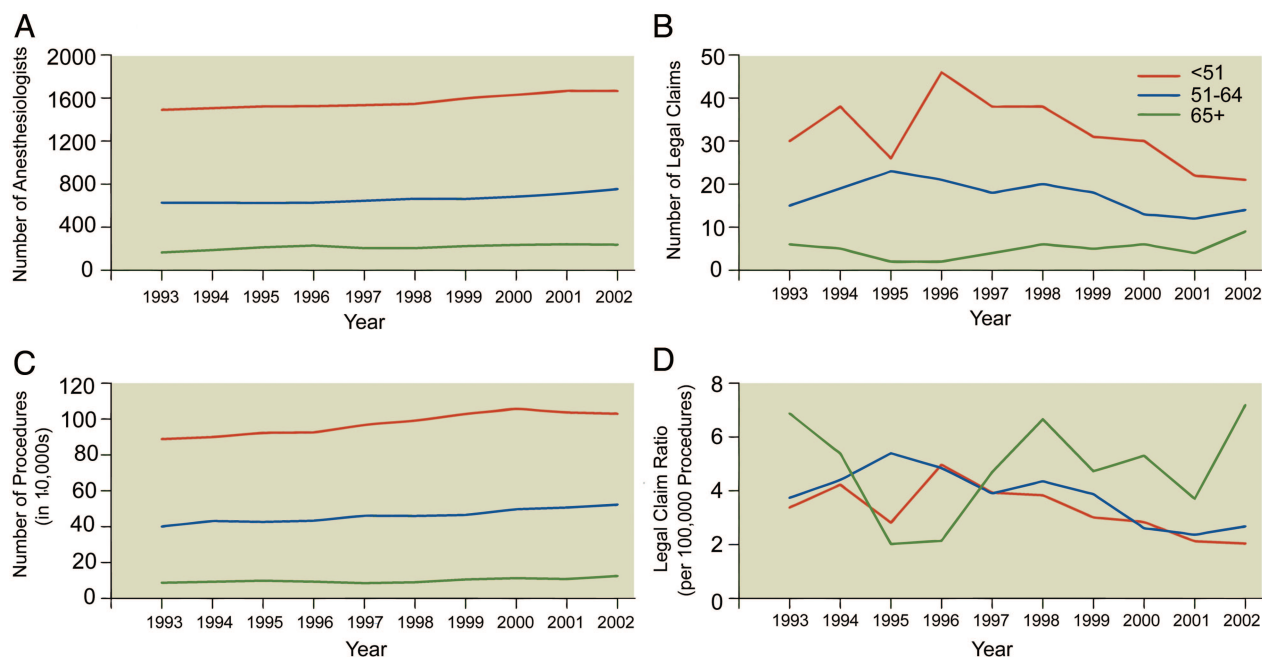 A
Number of Anesthesiologists
2000
1600
1200
800
400
0
1993 1994 1995 1996 1997 1998 1999 2000 2001 2002
Year
B
Number of Legal Claims
50
40
30
20
10
0
<51
51-64
65+
1993 1994 1995 1996 1997 1998 1999 2000 2001 2002
Year
C
Number of Procedures
(in 10,000s)
120
100
80
60
40
20
0
1993 1994 1995 1996 1997 1998 1999 2000 2001 2002
Year
D
Legal Claim Ratio
(per 100,000 Procedures)
8
6
4
2
0
1993 1994 1995 1996 1997 1998 1999 2000 2001 2002
Year